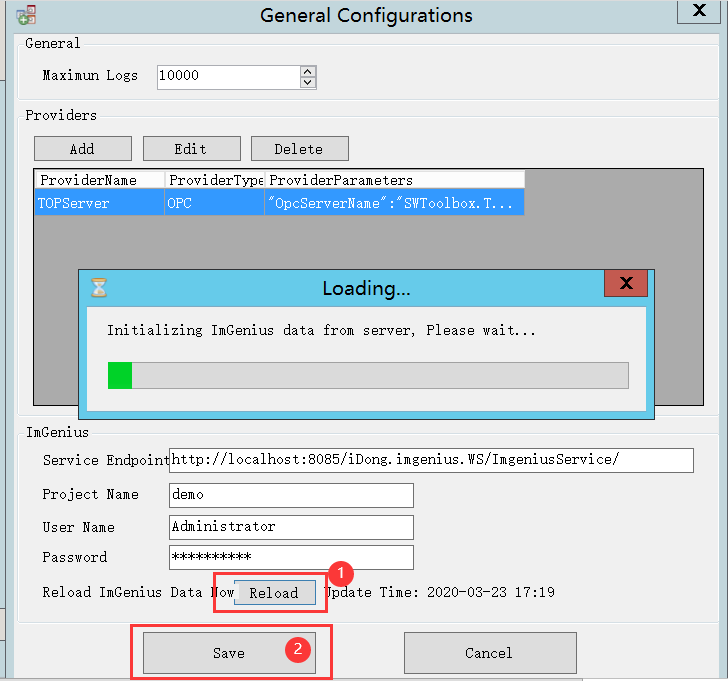 General Configurations
X
General
Maximun Logs 10000
Providers
Add Edit Delete
ProviderName ProviderType ProviderParameters
TOPServer OPC "OpcServerName":"SWToolbox.T...
Loading... X
Initializing ImGenius data from server, Please wait...
ImGenius
Service Endpoint http://localhost:8085/iDong.imgenius.WS/ImgeniusService/
Project Name demo
User Name Administrator
Password **********
1
Reload ImGenius Data Now Reload Update Time: 2020-03-23 17:19
Save 2 Cancel